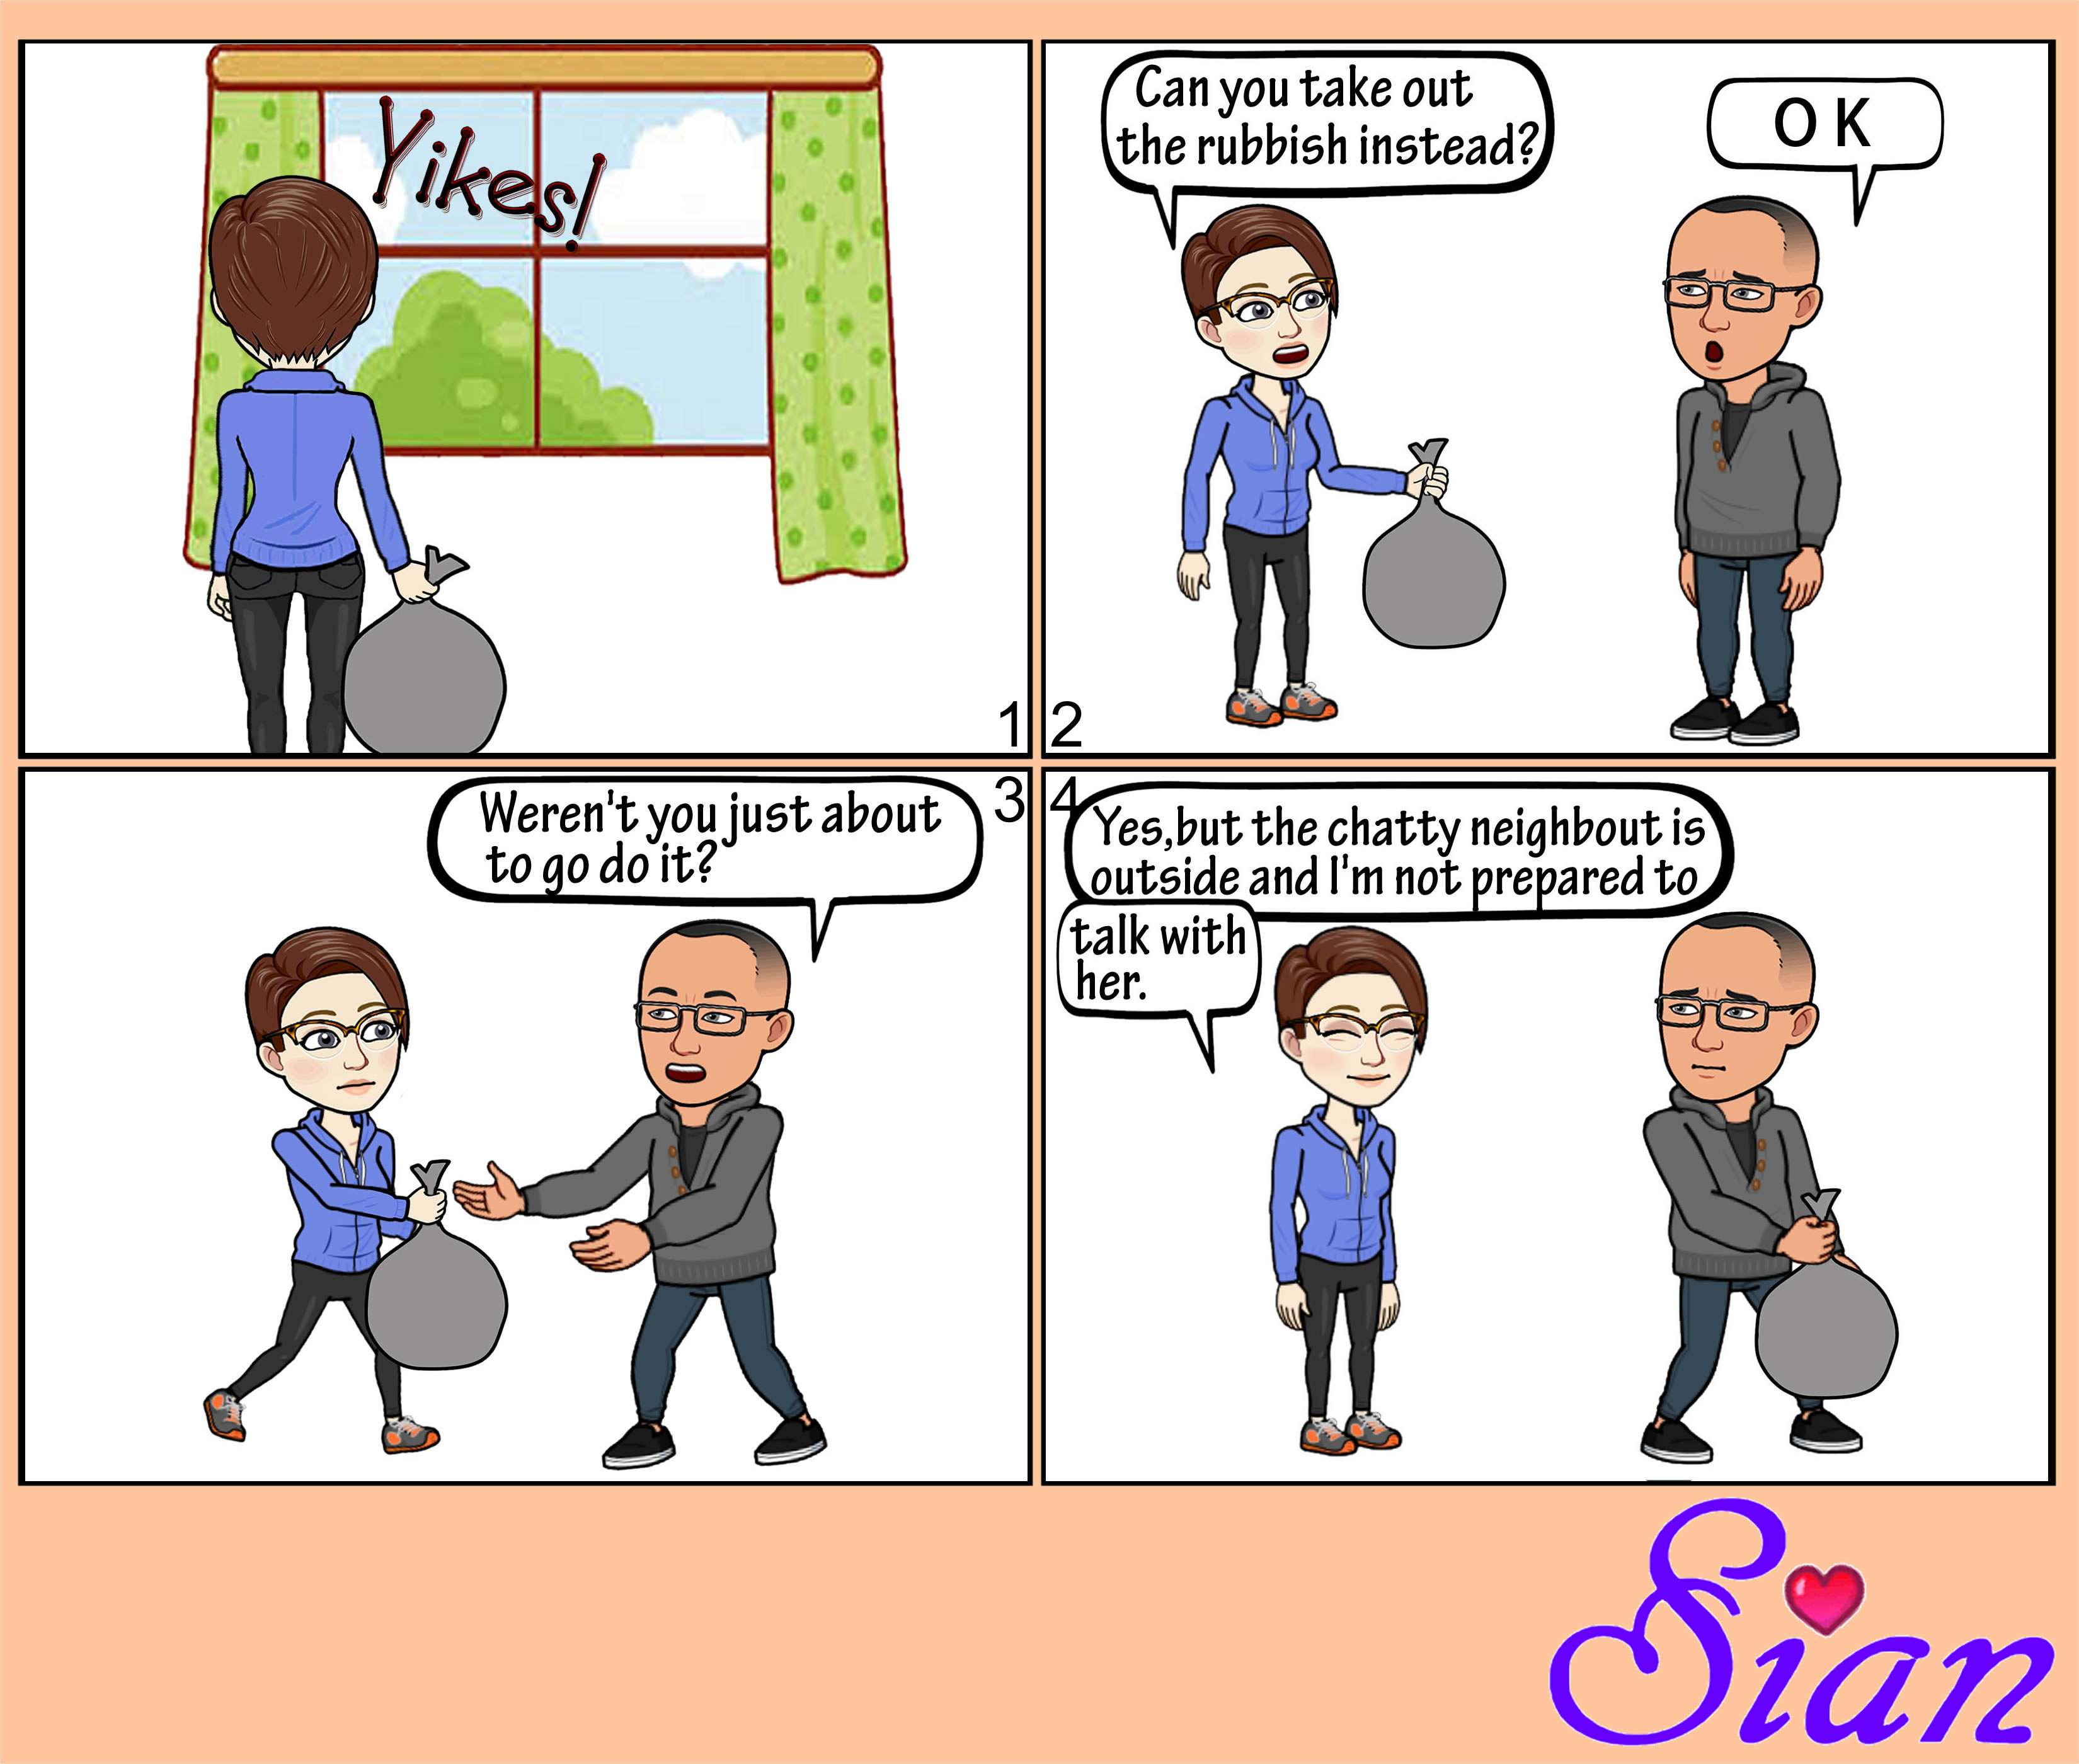 Yikes!
1
2
Can you take out
the rubbish instead?
O K
3
Weren't you just about
to go do it?
4
Yes,but the chatty neighbout is
outside and I'm not prepared to
talk with
her.
Sian